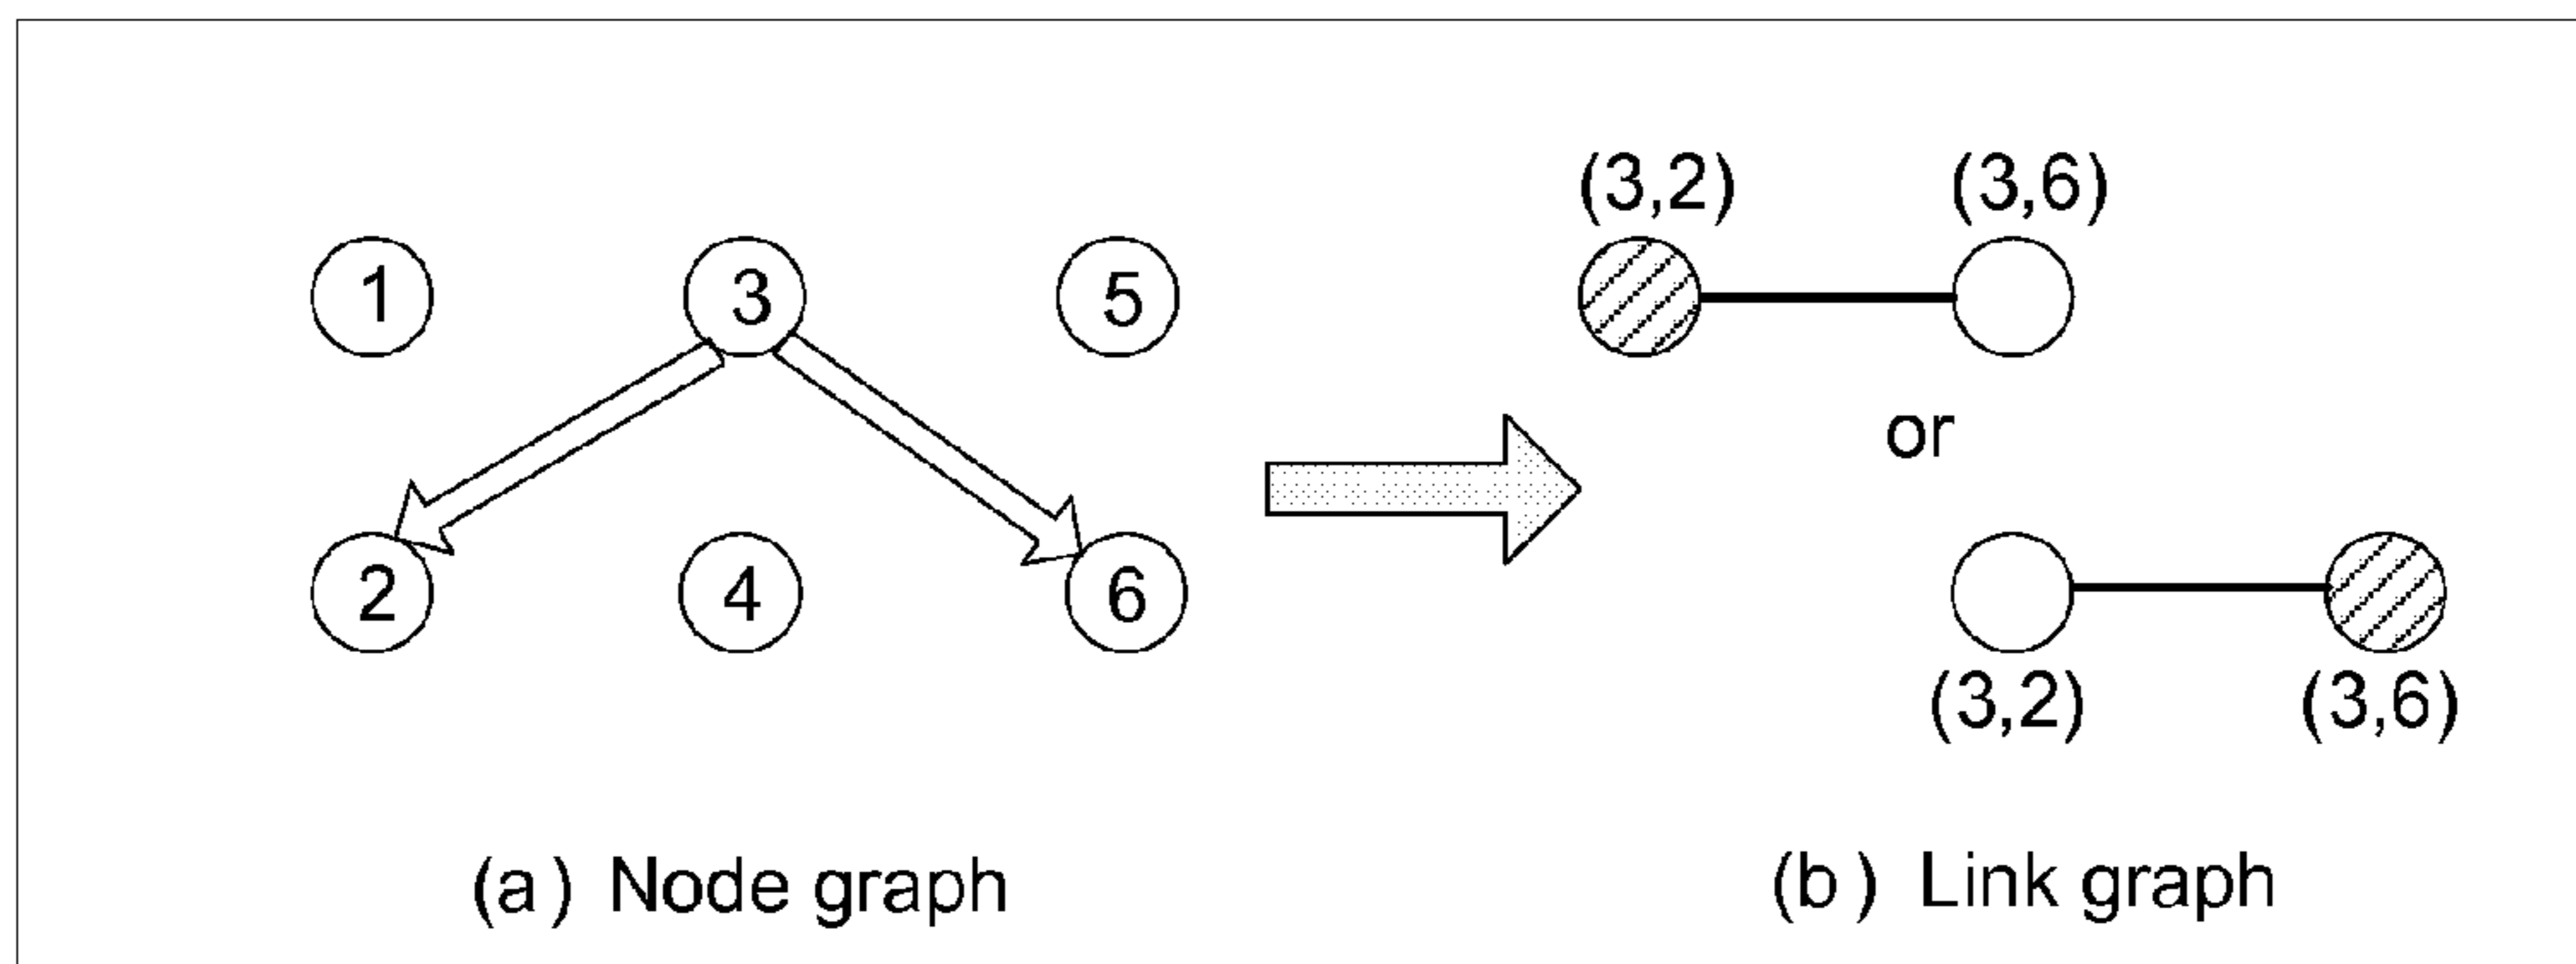 (3,2) (3,6)
1 3 5
or
2 4 6
(3,2) (3,6)
(a) Node graph
(b) Link graph